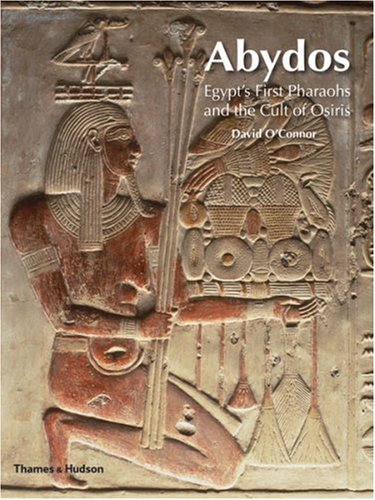 Abydos
Egypt's First Pharaohs
and the Cult of Osiris
David O'Connor
Thames & Hudson